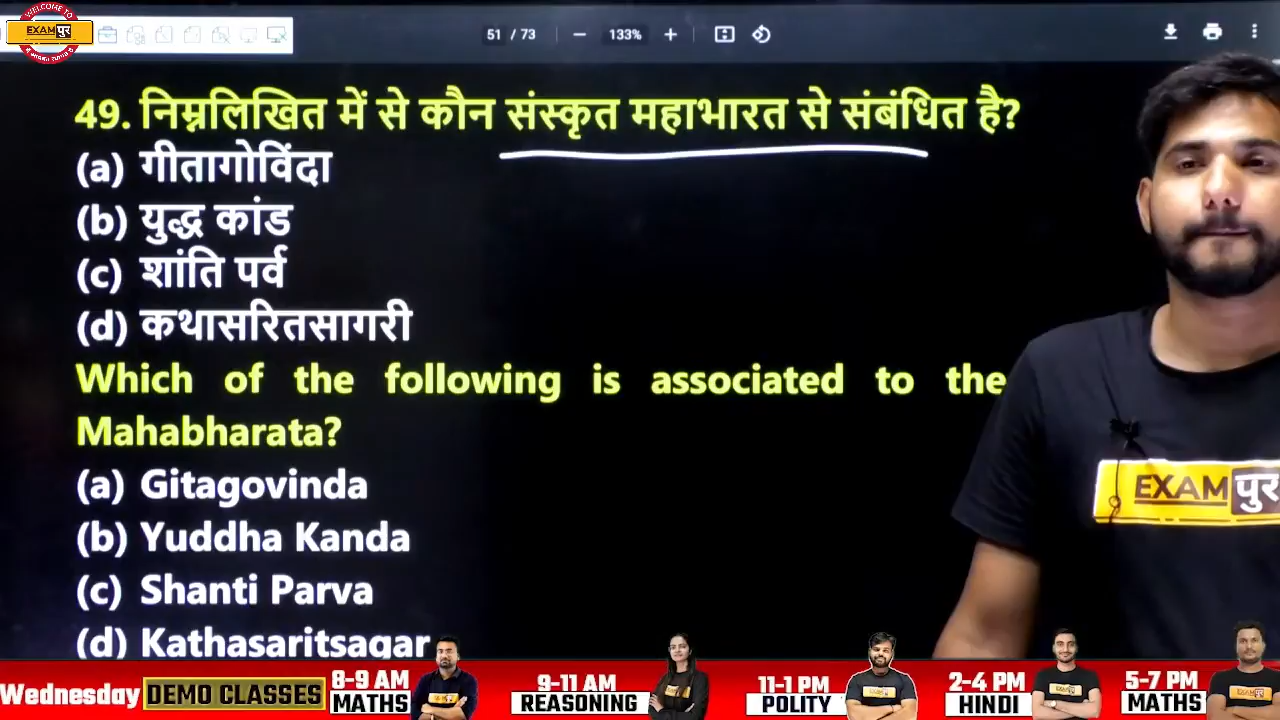 WELCOME TO
EXAMपुर
51 / 73
133%
49. निम्नलिखित में से कौन संस्कृत महाभारत से संबंधित है?
(a) गीतागोविंदा
(b) युद्ध कांड
(c) शांति पर्व
(d) कथासरितसागरी
Which of the following is associated to the
Mahabharata?
(a) Gitagovinda
(b) Yuddha Kanda
(c) Shanti Parva
(d) Kathasaritsagar
EXAMपुर
Wednesday DEMO CLASSES
8-9 AM
MATHS
9-11 AM
REASONING
11-1 PM
POLITY
2-4 PM
HINDI
5-7 PM
MATHS